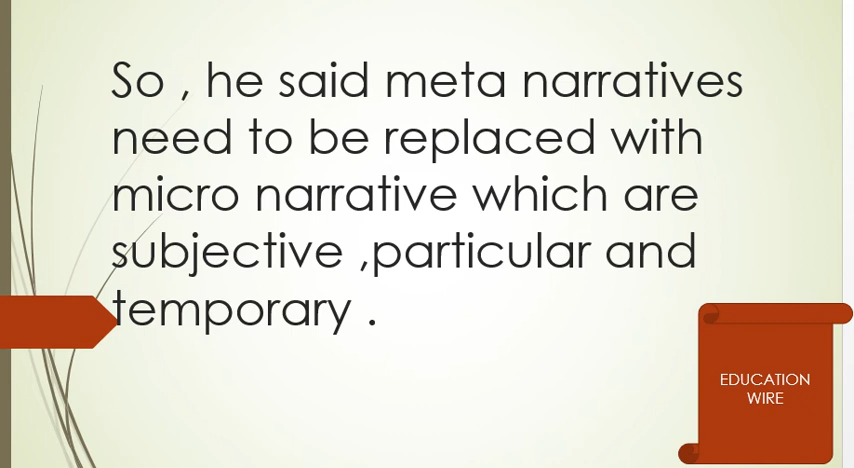 So , he said meta narratives
need to be replaced with
micro narrative which are
subjective ,particular and
temporary .
EDUCATION
WIRE